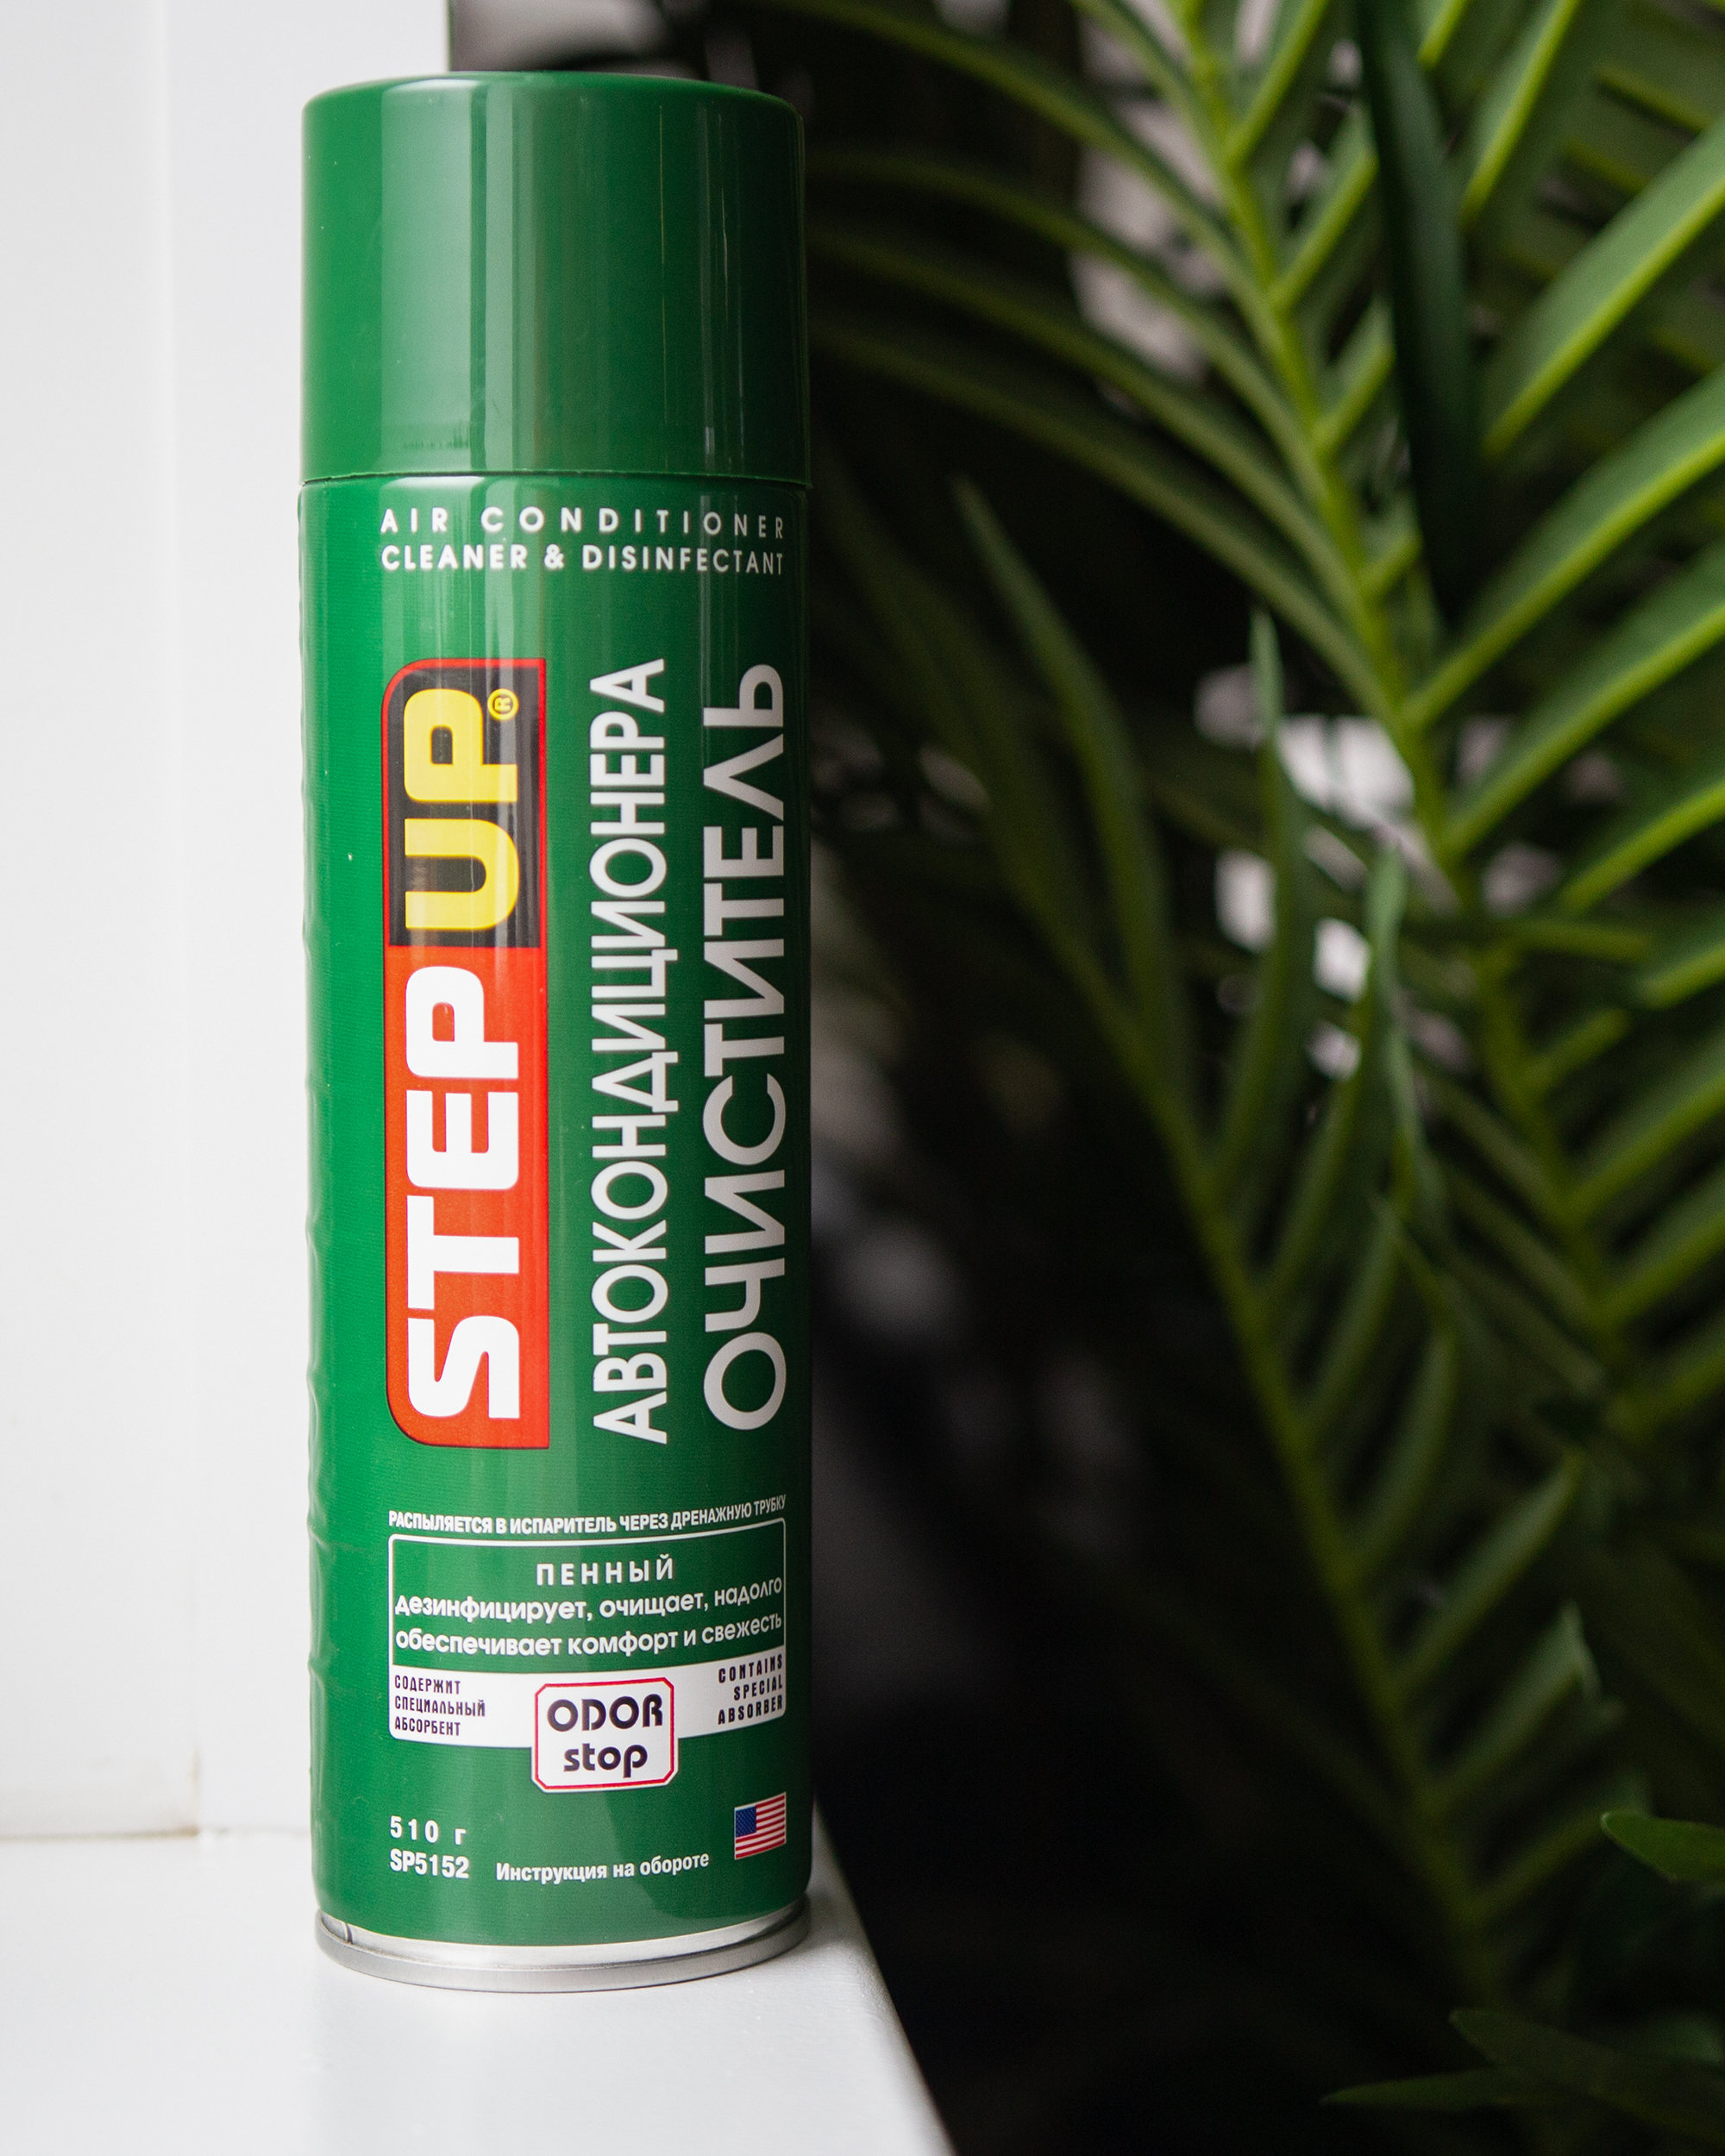 AIR CONDITIONER
CLEANER & DISINFECTANT
STEP UP®
АВТОКОНДИЦИОНЕРА
ОЧИСТИТЕЛЬ
РАСПЫЛЯЕТСЯ В ИСПАРИТЕЛЬ ЧЕРЕЗ ДРЕНАЖНУЮ ТРУБКУ
ПЕННЫЙ
дезинфицирует, очищает, надолго
обеспечивает комфорт и свежесть
СОДЕРЖИТ
СПЕЦИАЛЬНЫЙ
АБСОРБЕНТ
ODOR
stop
CONTAINS
SPECIAL
ABSORBER
510 г
SP5152
Инструкция на обороте